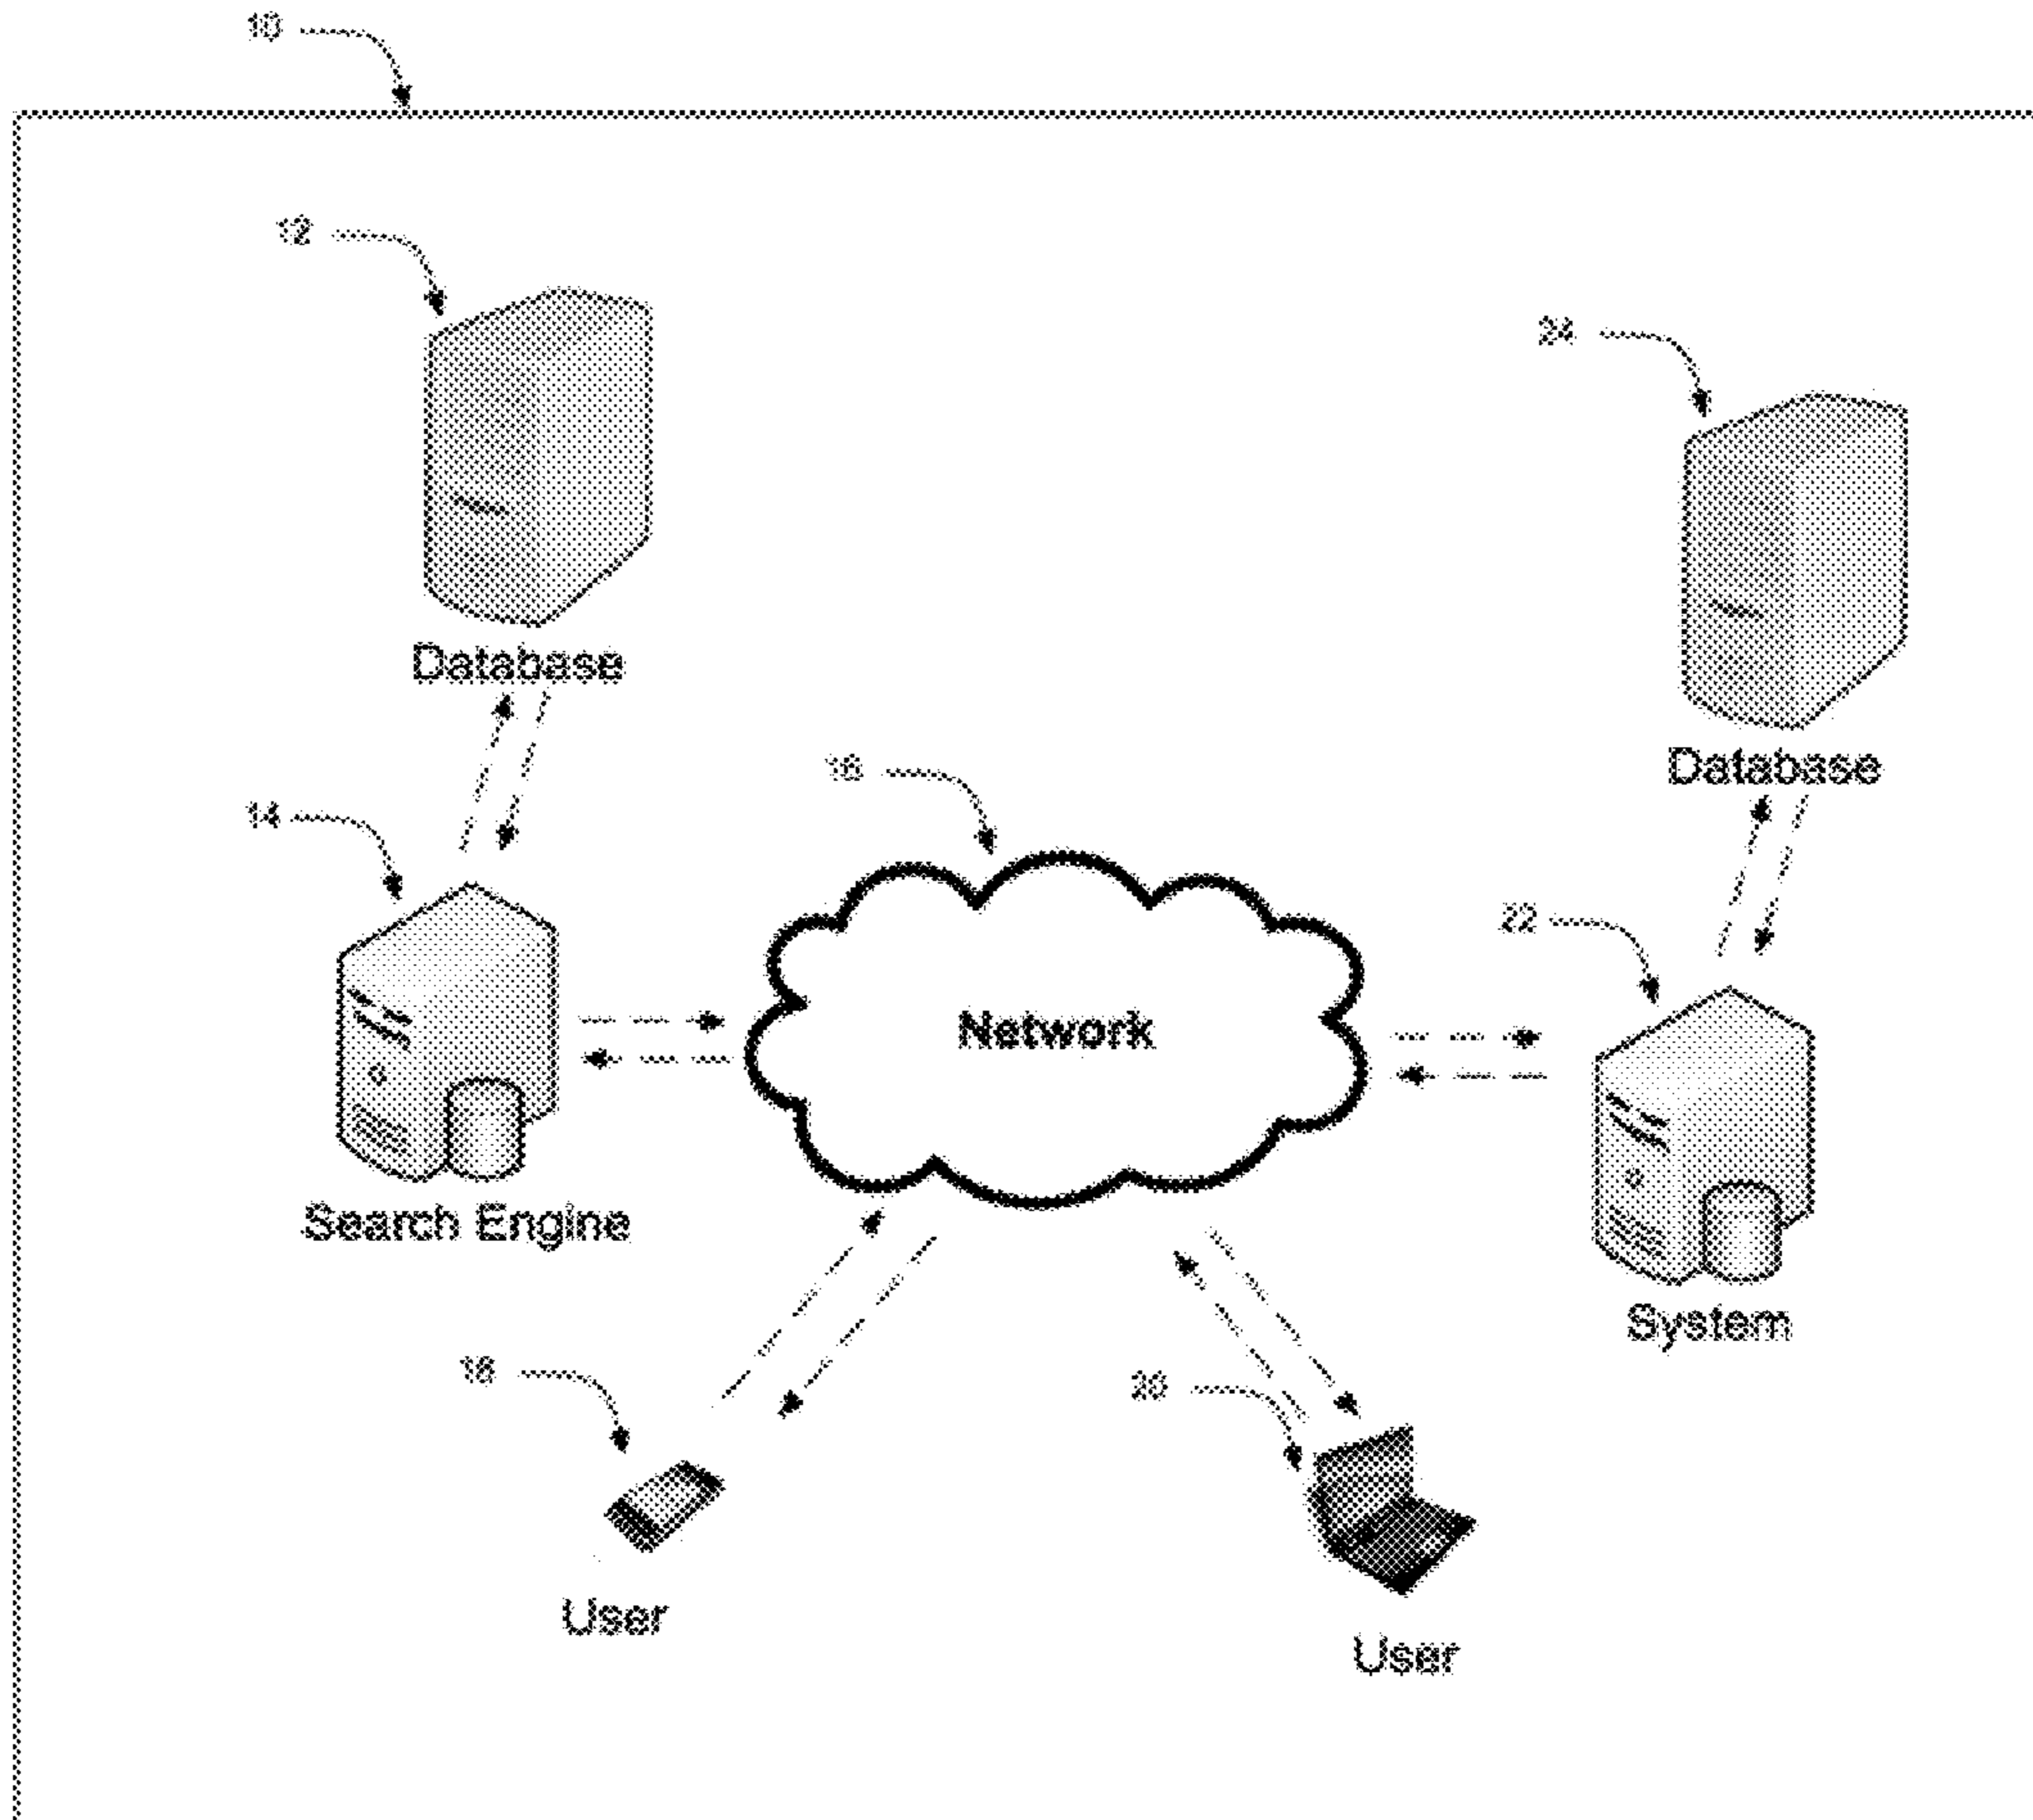 10
12
24
Database
Database
16
14
22
Network
Search Engine
System
18
20
User
User